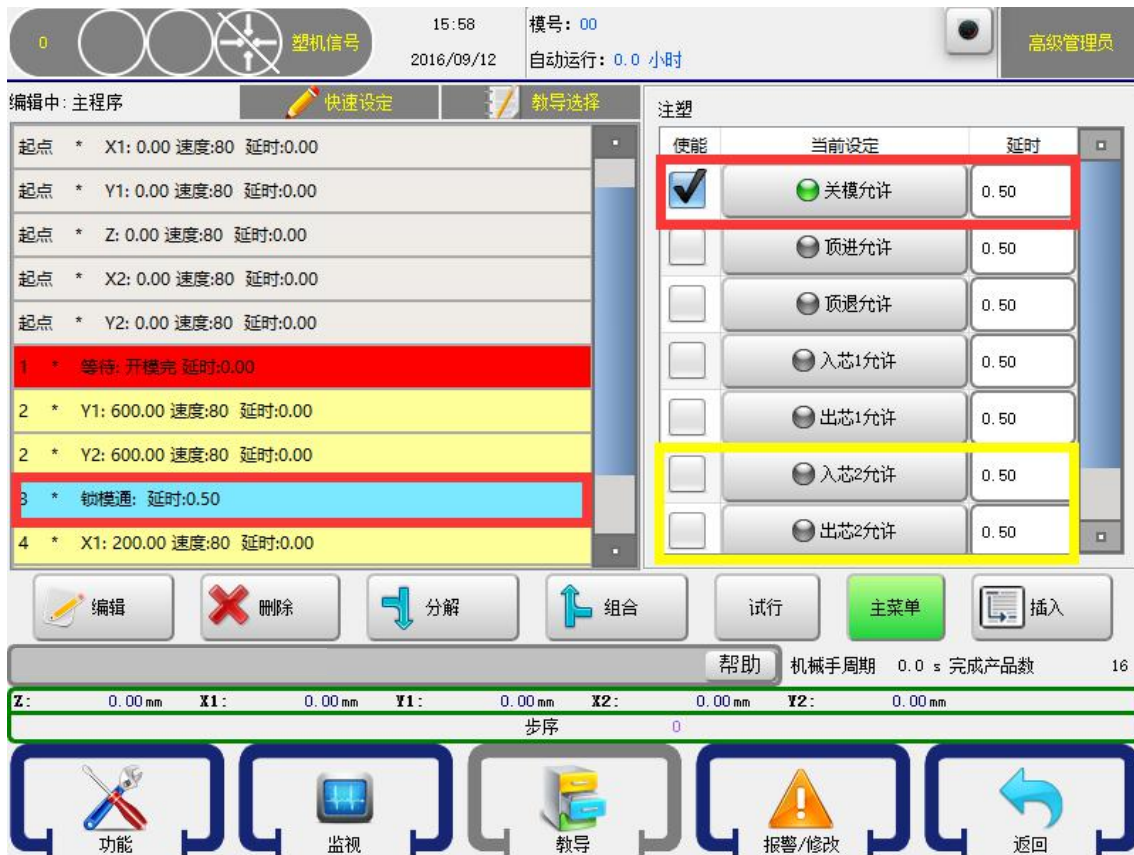 0 塑机信号
15:58
2016/09/12
模号: 00
自动运行: 0.0 小时
高级管理员
编辑中: 主程序
快速设定
教导选择
起点 * X1: 0.00 速度:80 延时:0.00
起点 * Y1: 0.00 速度:80 延时:0.00
起点 * Z: 0.00 速度:80 延时:0.00
起点 * X2: 0.00 速度:80 延时:0.00
起点 * Y2: 0.00 速度:80 延时:0.00
1 * 等待: 开模完 延时:0.00
2 * Y1: 600.00 速度:80 延时:0.00
2 * Y2: 600.00 速度:80 延时:0.00
3 * 锁模通: 延时:0.50
4 * X1: 200.00 速度:80 延时:0.00
注塑
使能 当前设定 延时
关模允许 0.50
顶进允许 0.50
顶退允许 0.50
入芯1允许 0.50
出芯1允许 0.50
入芯2允许 0.50
出芯2允许 0.50
编辑 删除 分解 组合 试行 主菜单 插入
帮助 机械手周期 0.0 s 完成产品数 16
Z: 0.00mm X1: 0.00mm Y1: 0.00mm X2: 0.00mm Y2: 0.00mm
步序 0
功能 监视 教导 报警/修改 返回